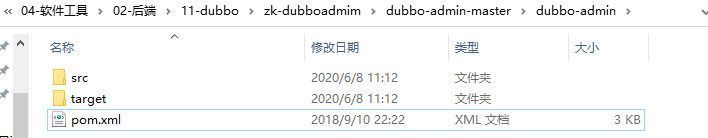 04-软件工具 > 02-后端 > 11-dubbo > zk-dubboadmim > dubbo-admin-master > dubbo-admin >
名称 修改日期 类型 大小
src 2020/6/8 11:12 文件夹
target 2020/6/8 11:12 文件夹
pom.xml 2018/9/10 22:22 XML 文档 3 KB